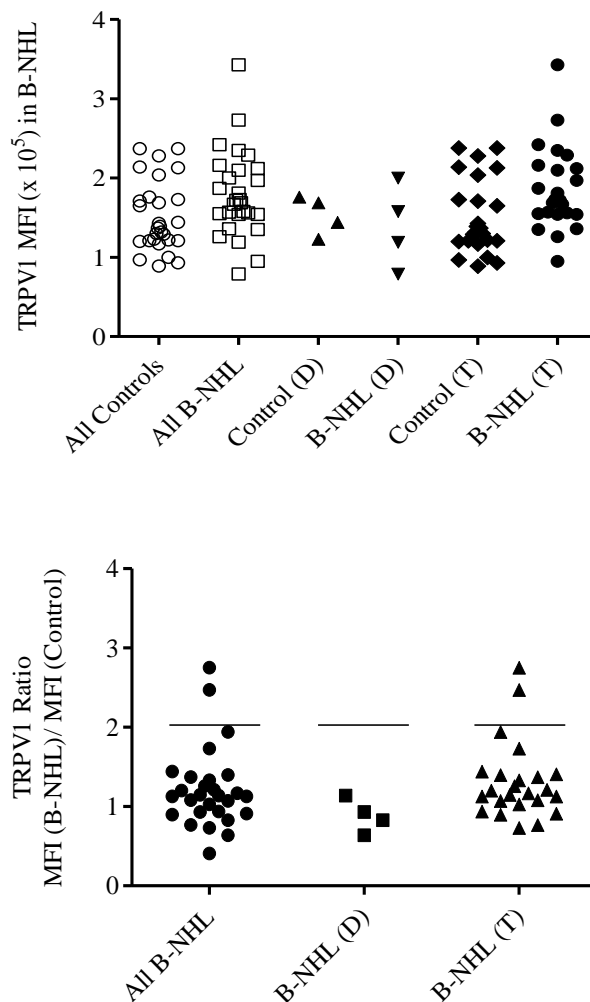 TRPV1 MFI (x 10⁵) in B-NHL
4
3
2
1
0
All Controls
All B-NHL
Control (D)
B-NHL (D)
Control (T)
B-NHL (T)
TRPV1 Ratio
MFI (B-NHL)/ MFI (Control)
4
3
2
1
0
All B-NHL
B-NHL (D)
B-NHL (T)